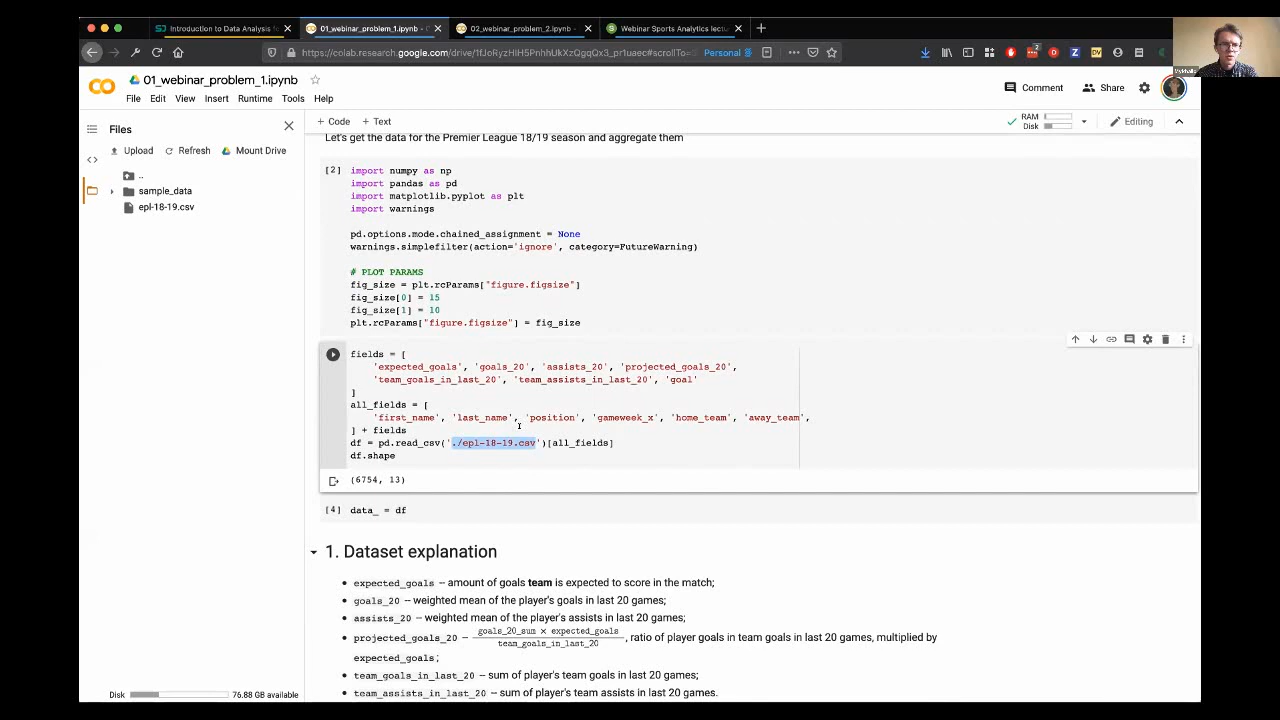 Introduction to Data Analysis f
01_webinar_problem_1.ipynb - (
02_webinar_problem_2.ipynb -
Webinar Sports Analytics lectu
https://colab.research.google.com/drive/
Personal
01_webinar_problem_1.ipynb
File Edit View Insert Runtime Tools Help
Comment
Share
Files
Upload Refresh Mount Drive
..
sample_data
epl-18-19.csv
+ Code + Text
RAM
Disk
Editing
Let's get the data for the Premier League 18/19 season and aggregate them
[2] import numpy as np
import pandas as pd
import matplotlib.pyplot as plt
import warnings
pd.options.mode.chained_assignment = None
warnings.simplefilter(action='ignore', category=FutureWarning)
# PLOT PARAMS
fig_size = plt.rcParams["figure.figsize"]
fig_size[0] = 15
fig_size[1] = 10
plt.rcParams["figure.figsize"] = fig_size
fields = [
'expected_goals', 'goals_20', 'assists_20', 'projected_goals_20',
'team_goals_in_last_20', 'team_assists_in_last_20', 'goal'
]
all_fields = [
'first_name', 'last_name', 'position', 'gameweek_x', 'home_team', 'away_team',
] + fields
df = pd.read_csv('./epl-18-19.csv')[all_fields]
df.shape
(6754, 13)
[4] data_ = df
1. Dataset explanation
• expected_goals – amount of goals team is expected to score in the match;
• goals_20 – weighted mean of the player's goals in last 20 games;
• assists_20 – weighted mean of the player's assists in last 20 games;
• projected_goals_20 – goals_20_sum × expected_goals / team_goals_in_last_20, ratio of player goals in team goals in last 20 games, multiplied by
expected_goals;
• team_goals_in_last_20 – sum of player's team goals in last 20 games;
• team_assists_in_last_20 – sum of player's team assists in last 20 games.
Disk 76.88 GB available